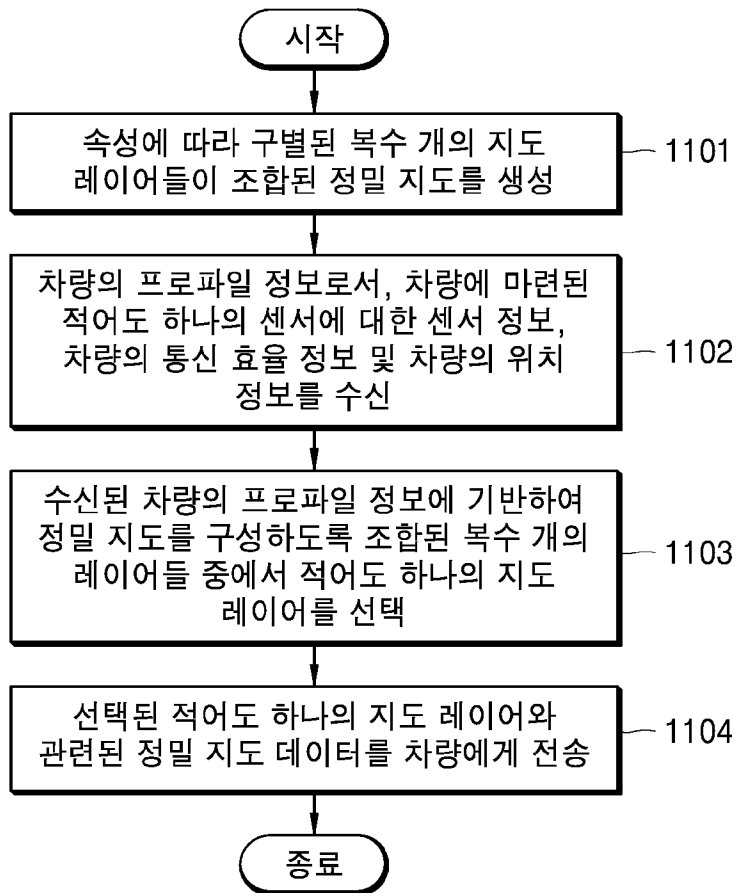 시작
속성에 따라 구별된 복수 개의 지도
레이어들이 조합된 정밀 지도를 생성
1101
차량의 프로파일 정보로서, 차량에 마련된
적어도 하나의 센서에 대한 센서 정보,
차량의 통신 효율 정보 및 차량의 위치
정보를 수신
1102
수신된 차량의 프로파일 정보에 기반하여
정밀 지도를 구성하도록 조합된 복수 개의
레이어들 중에서 적어도 하나의 지도
레이어를 선택
1103
선택된 적어도 하나의 지도 레이어와
관련된 정밀 지도 데이터를 차량에게 전송
1104
종료